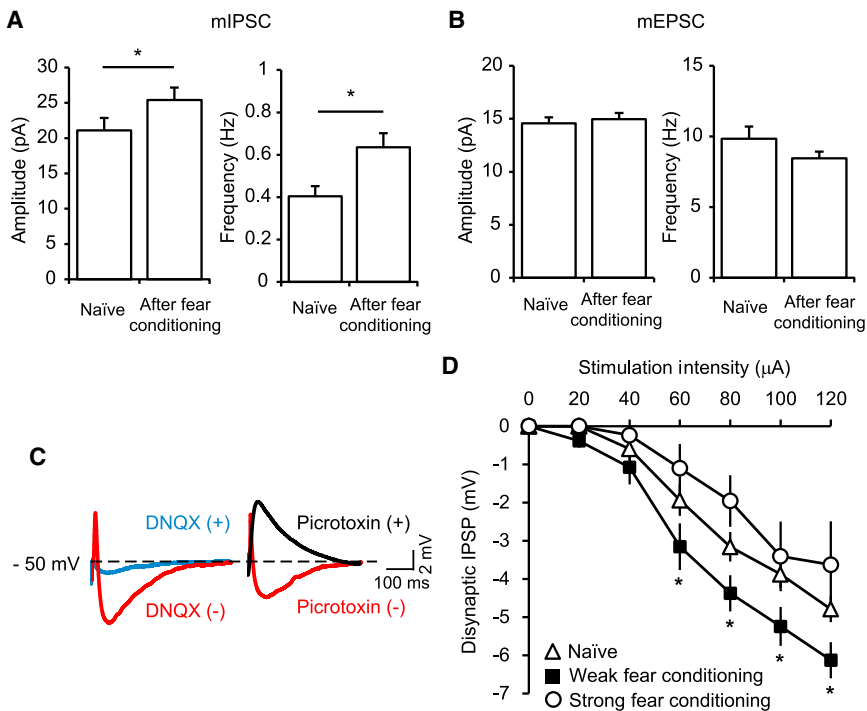 A
mIPSC
*
30
25
20
15
10
5
0
Amplitude (pA)
Naïve
After fear
conditioning
*
1
0.8
0.6
0.4
0.2
0
Frequency (Hz)
Naïve
After fear
conditioning
B
mEPSC
20
15
10
5
0
Amplitude (pA)
Naïve
After fear
conditioning
15
10
5
0
Frequency (Hz)
Naïve
After fear
conditioning
C
- 50 mV
DNQX (+)
DNQX (-)
Picrotoxin (+)
Picrotoxin (-)
2 mV
100 ms
D
Stimulation intensity (μA)
0 20 40 60 80 100 120
0
-1
-2
-3
-4
-5
-6
-7
Disynaptic IPSP (mV)
*
*
*
*
Naïve
Weak fear conditioning
Strong fear conditioning